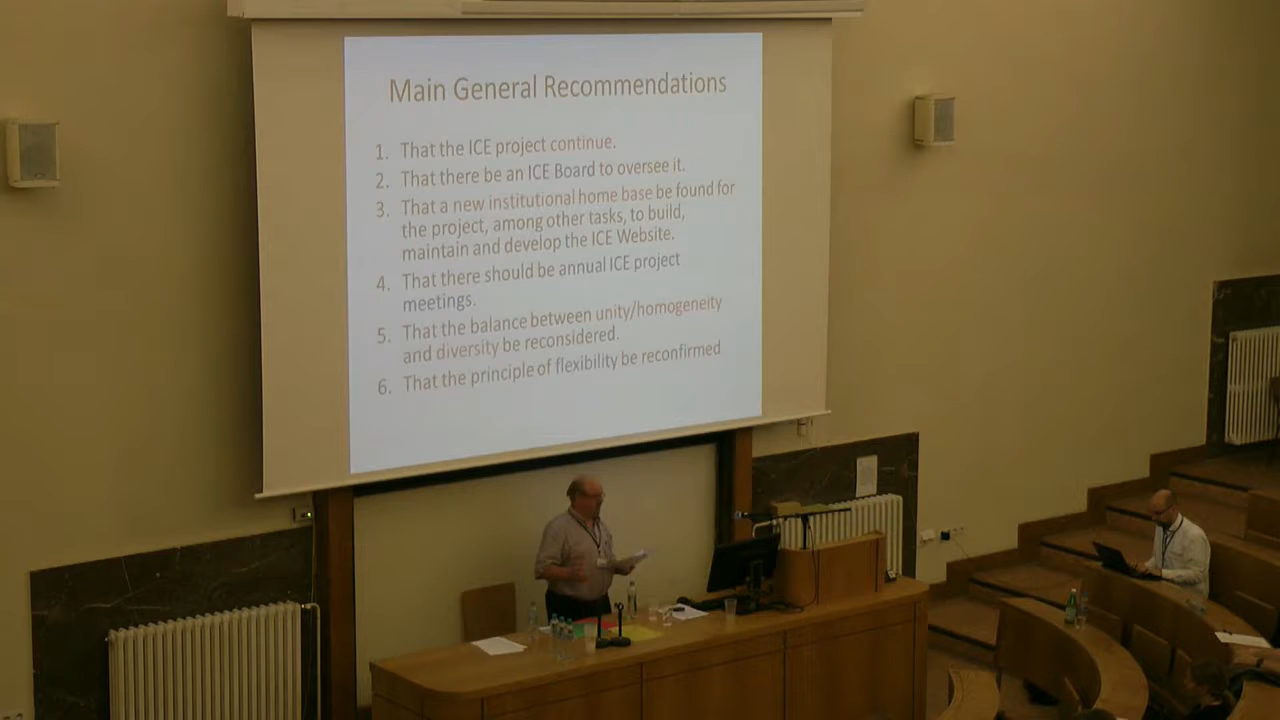 Main General Recommendations
1. That the ICE project continue.
2. That there be an ICE Board to oversee it.
3. That a new institutional home base be found for
the project, among other tasks, to build,
maintain and develop the ICE Website.
4. That there should be annual ICE project
meetings.
5. That the balance between unity/homogeneity
and diversity be reconsidered.
6. That the principle of flexibility be reconfirmed